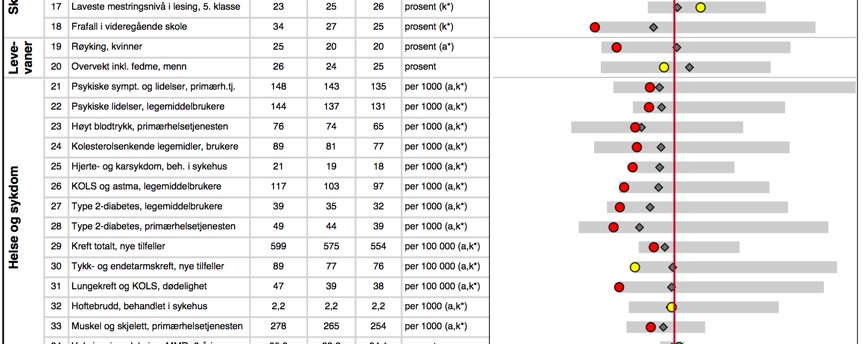 17 Laveste mestringsnivå i lesing, 5. klasse 23 25 26 prosent (k*)
18 Frafall i videregående skole 34 27 25 prosent (k*)
Leve-
vaner
19 Røyking, kvinner 25 20 20 prosent (a*)
20 Overvekt inkl. fedme, menn 26 24 25 prosent
Helse og sykdom
21 Psykiske sympt. og lidelser, primærh.tj. 148 143 135 per 1000 (a,k*)
22 Psykiske lidelser, legemiddelbrukere 144 137 131 per 1000 (a,k*)
23 Høyt blodtrykk, primærhelsetjenesten 76 74 65 per 1000 (a,k*)
24 Kolesterolsenkende legemidler, brukere 89 81 77 per 1000 (a,k*)
25 Hjerte- og karsykdom, beh. i sykehus 21 19 18 per 1000 (a,k*)
26 KOLS og astma, legemiddelbrukere 117 103 97 per 1000 (a,k*)
27 Type 2-diabetes, legemiddelbrukere 39 35 32 per 1000 (a,k*)
28 Type 2-diabetes, primærhelsetjenesten 49 44 39 per 1000 (a,k*)
29 Kreft totalt, nye tilfeller 599 575 554 per 100 000 (a,k*)
30 Tykk- og endetarmskreft, nye tilfeller 89 77 76 per 100 000 (a,k*)
31 Lungekreft og KOLS, dødelighet 47 39 38 per 100 000 (a,k*)
32 Hoftebrudd, behandlet i sykehus 2,2 2,2 2,2 per 1000 (a,k*)
33 Muskel og skjelett, primærhelsetjenesten 278 265 254 per 1000 (a,k*)